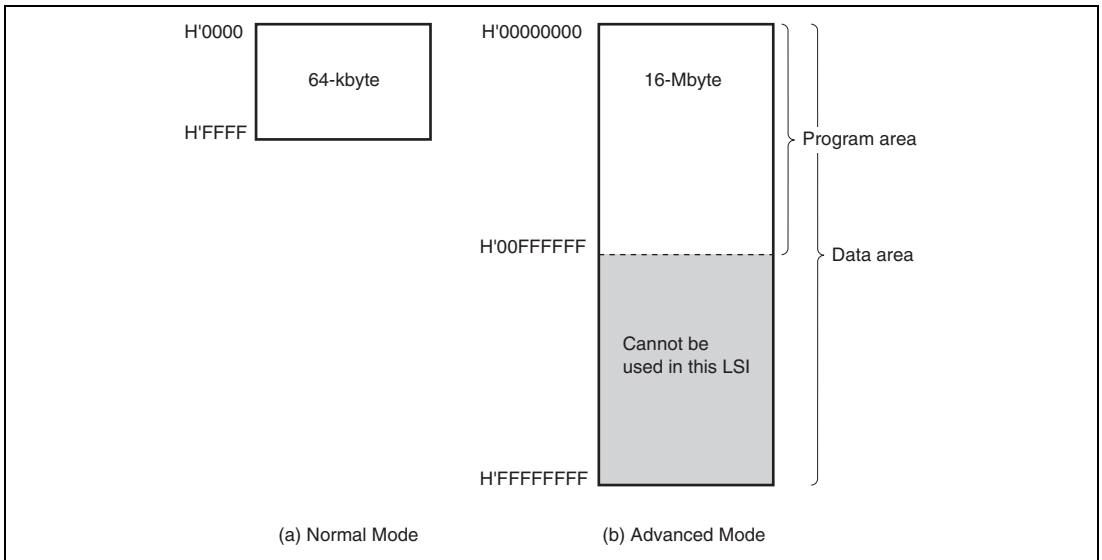 H'0000
64-kbyte
H'FFFF
H'00000000
16-Mbyte
Program area
H'00FFFFFF
Data area
Cannot be
used in this LSI
H'FFFFFFFF
(a) Normal Mode
(b) Advanced Mode